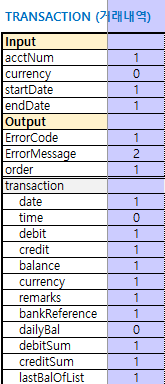 TRANSACTION (거래내역)
Input
acctNum 1
currency 0
startDate 1
endDate 1
Output
ErrorCode 1
ErrorMessage 2
order 1
transaction
date 1
time 0
debit 1
credit 1
balance 1
currency 1
remarks 1
bankReference 1
dailyBal 0
debitSum 1
creditSum 1
lastBalOfList 1